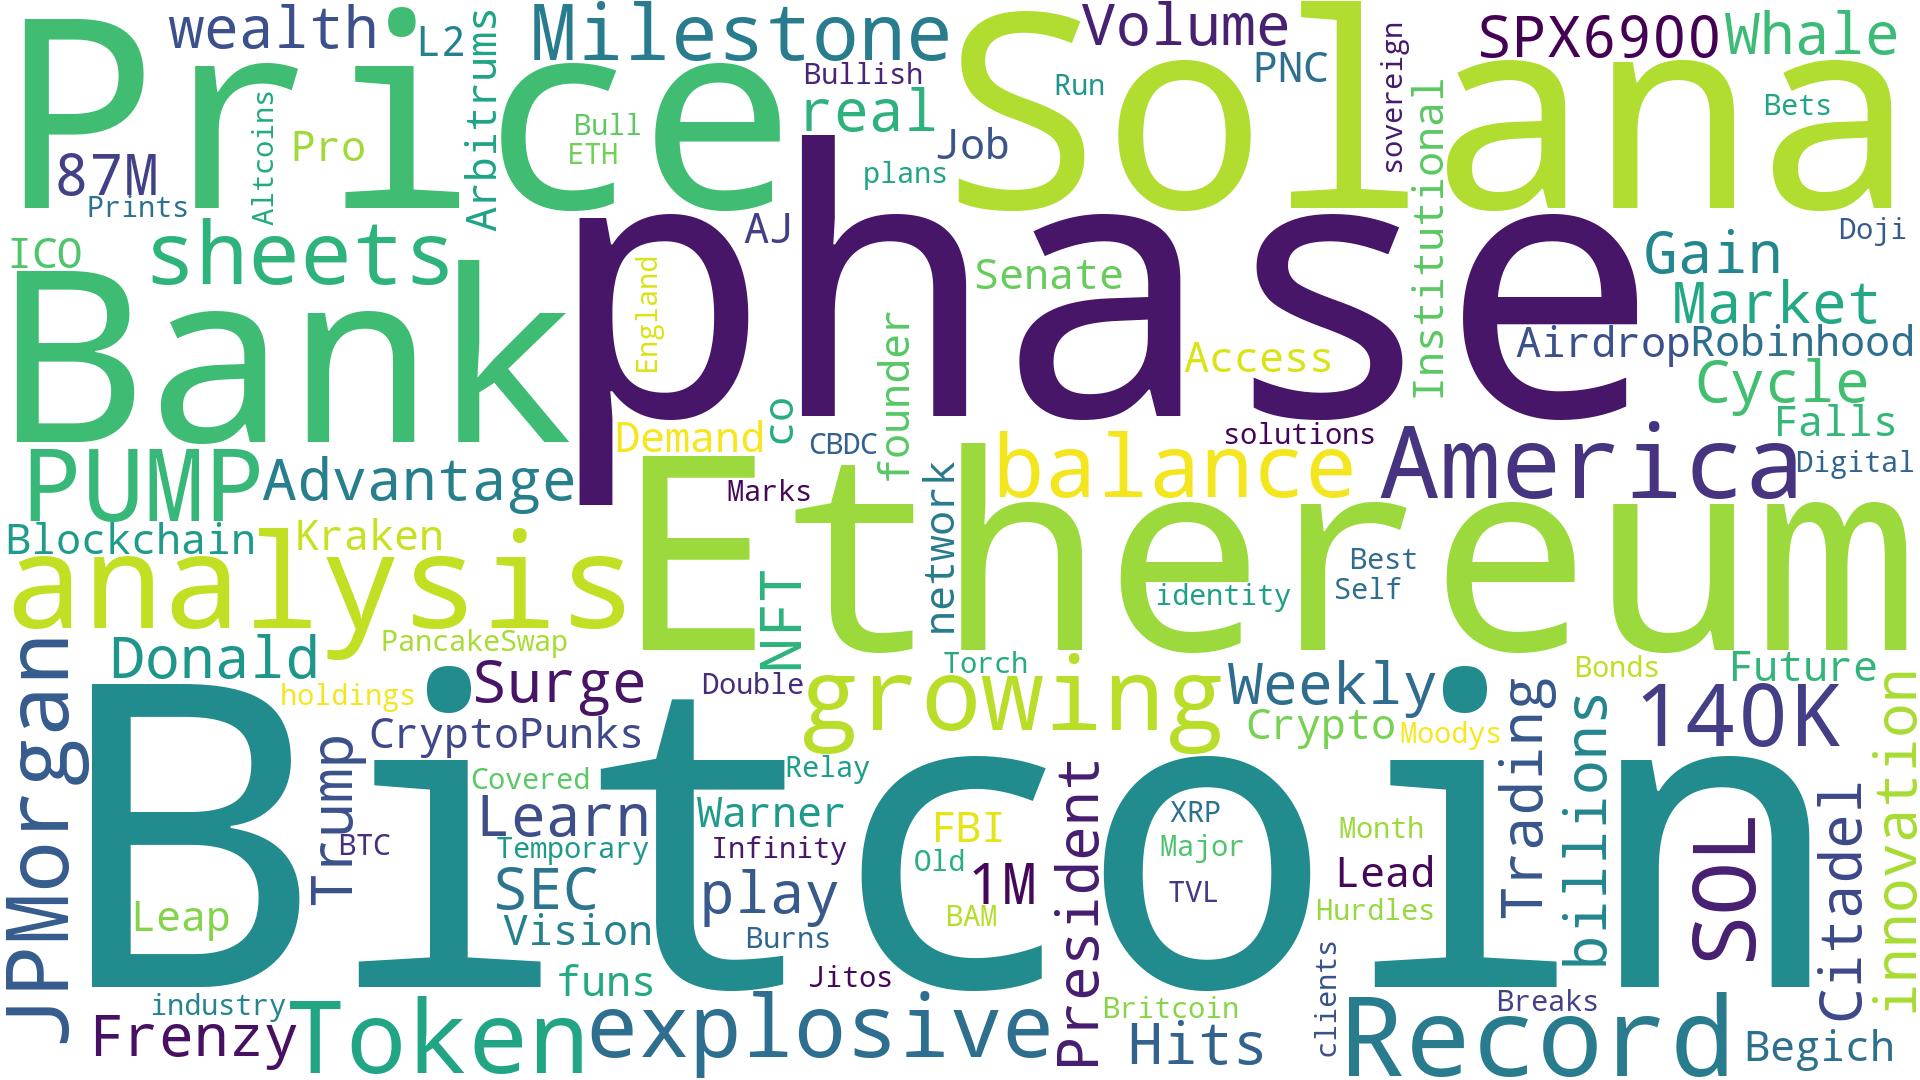 Price
Solana
wealth
L2
Arbitrums
Milestone
Volume
SPX6900
Whale
PNC
sovereign
Bullish
Run
real
Bets
Altcoins
Pro
Bull
ETH
Job
plans
Institutional
87M
Prints
phase
AJ
Doji
ICO
sheets
Gain
Senate
Market
Bank
England
founder
Access
Airdrop
Robinhood
Cycle
Falls
co
Demand
CBDC
solutions
balance
America
Digital
PUMP
Advantage
Marks
network
Ethereum
Blockchain
Kraken
analysis
Best
Self
identity
NFT
PancakeSwap
Donald
JPMorgan
Surge
Torch
Double
growing
Weekly
Bonds
Future
holdings
Bitcoin
CryptoPunks
Crypto
Moodys
Trading
billions
140K
innovation
Trump
BTC
Covered
Relay
President
Learn
Warner
FBI
XRP
Major
Month
Temporary
Infinity
Old
SEC
play
1M
TVL
Lead
SOL
Citadel
Leap
Vision
BAM
Hurdles
Burns
funs
Jitos
clients
industry
Britcoin
Breaks
Frenzy
Token
explosive
Hits
Record
Begich